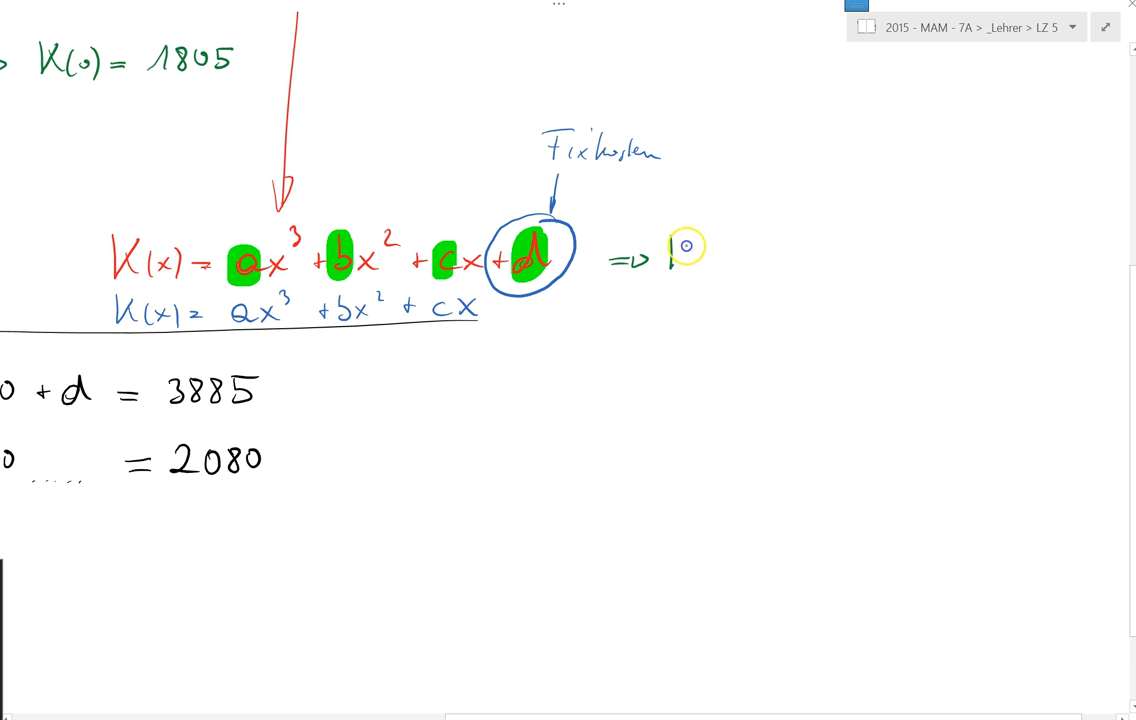 2015 - MAM - 7A > _Lehrer > LZ 5
K(0) = 1805
Fixkosten
K(x) = ax³ + bx² + cx + d => 
K(x) = ax³ + bx² + cx
0 + d = 3885
0 = 2080